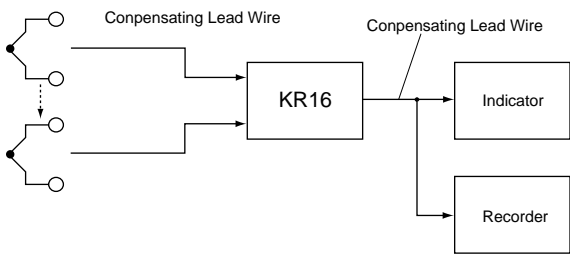 Conpensating Lead Wire
Conpensating Lead Wire
KR16
Indicator
Recorder